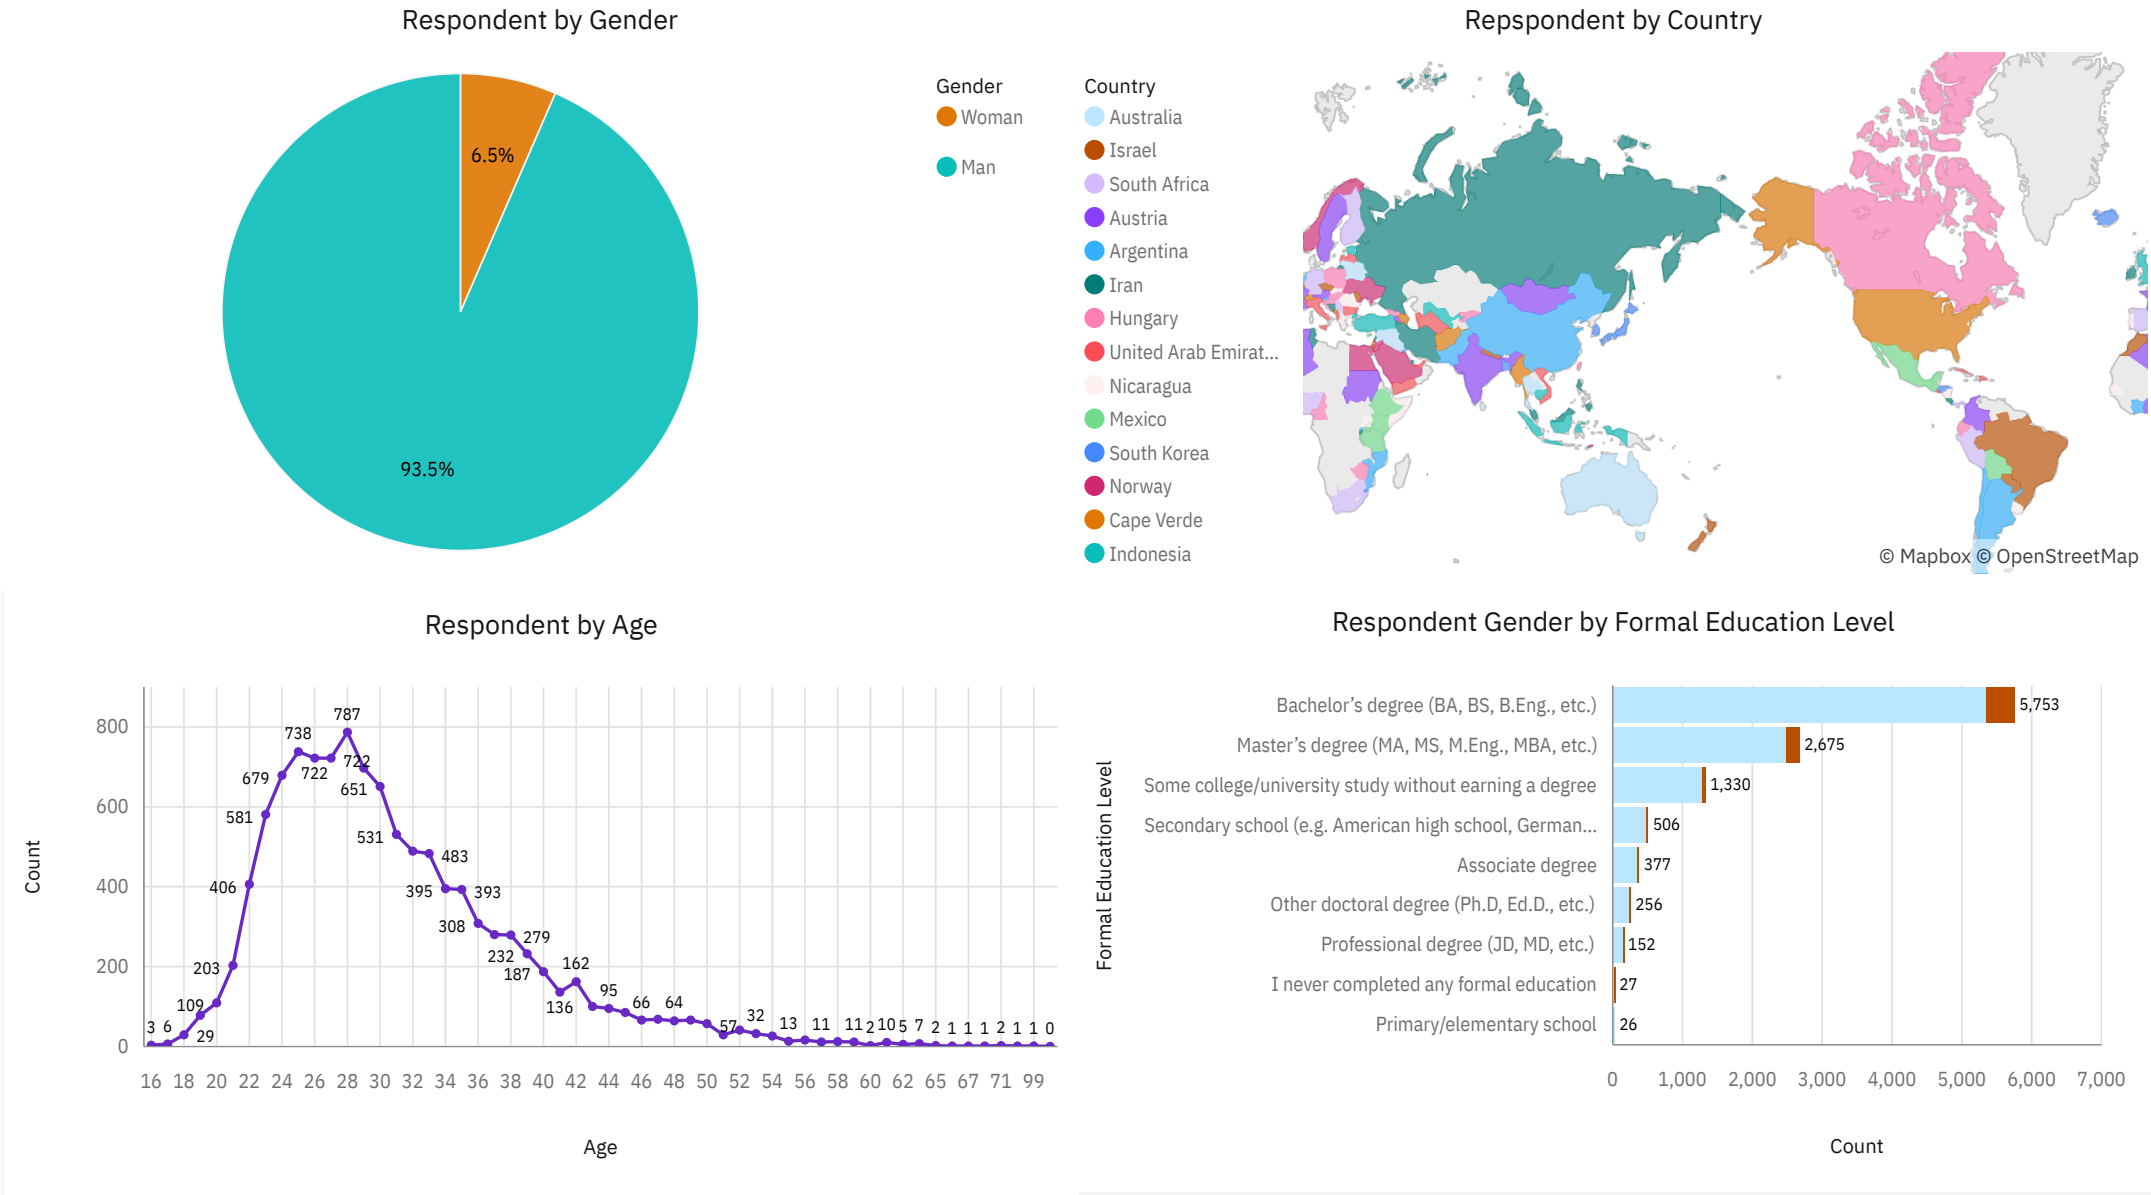 Respondent by Gender
6.5%
93.5%
Gender
Woman
Man
Repspondent by Country
Country
Australia
Israel
South Africa
Austria
Argentina
Iran
Hungary
United Arab Emirat...
Nicaragua
Mexico
South Korea
Norway
Cape Verde
Indonesia
© Mapbox © OpenStreetMap
Respondent by Age
Count
800
600
400
200
0
3
6
29
109
203
406
581
679
738
722
787
722
651
531
483
395
393
308
279
232
187
136
162
95
66
64
57
32
13
11
11
2
10
5
7
2
1
1
1
2
1
1
0
16 18 20 22 24 26 28 30 32 34 36 38 40 42 44 46 48 50 52 54 56 58 60 62 65 67 71 99
Age
Respondent Gender by Formal Education Level
Formal Education Level
Bachelor’s degree (BA, BS, B.Eng., etc.) 5,753
Master’s degree (MA, MS, M.Eng., MBA, etc.) 2,675
Some college/university study without earning a degree 1,330
Secondary school (e.g. American high school, German... 506
Associate degree 377
Other doctoral degree (Ph.D, Ed.D., etc.) 256
Professional degree (JD, MD, etc.) 152
I never completed any formal education 27
Primary/elementary school 26
0 1,000 2,000 3,000 4,000 5,000 6,000 7,000
Count